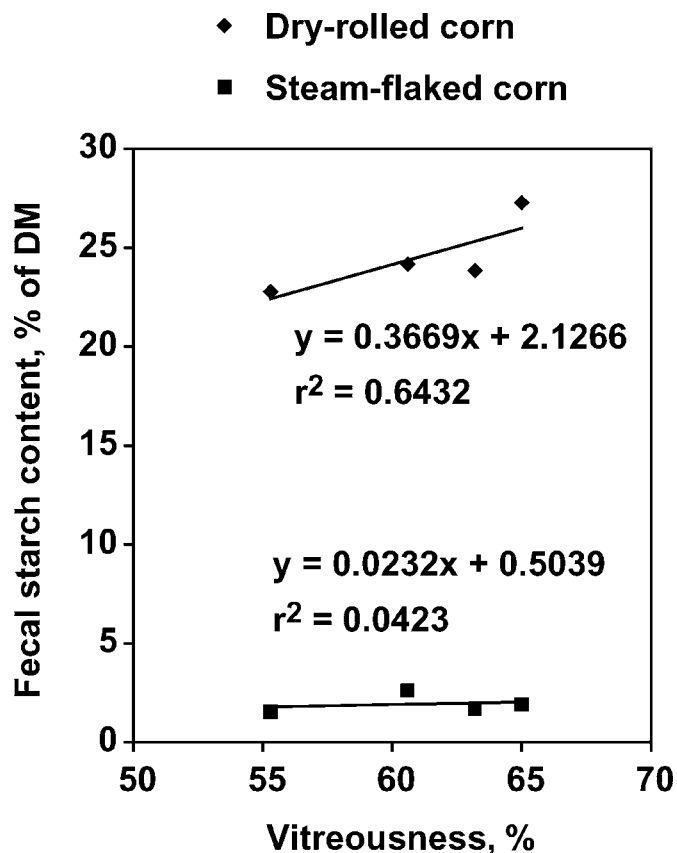 Dry-rolled corn
Steam-flaked corn
30
25
20
15
10
5
0
y = 0.3669x + 2.1266
r² = 0.6432
y = 0.0232x + 0.5039
r² = 0.0423
50 55 60 65 70
Fecal starch content, % of DM
Vitreousness, %